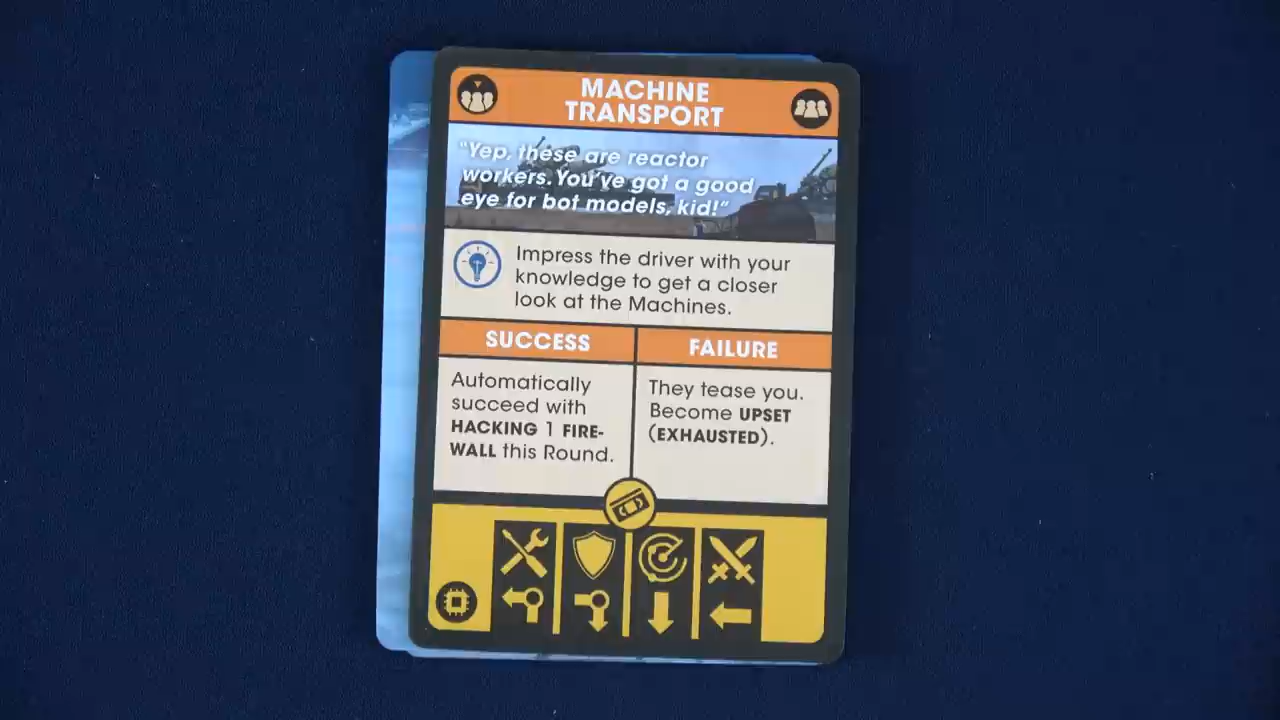 MACHINE
TRANSPORT
"Yep, these are reactor
workers. You've got a good
eye for bot models, kid!"
Impress the driver with your
knowledge to get a closer
look at the Machines.
SUCCESS
Automatically
succeed with
HACKING 1 FIRE-
WALL this Round.
FAILURE
They tease you.
Become UPSET
(EXHAUSTED).